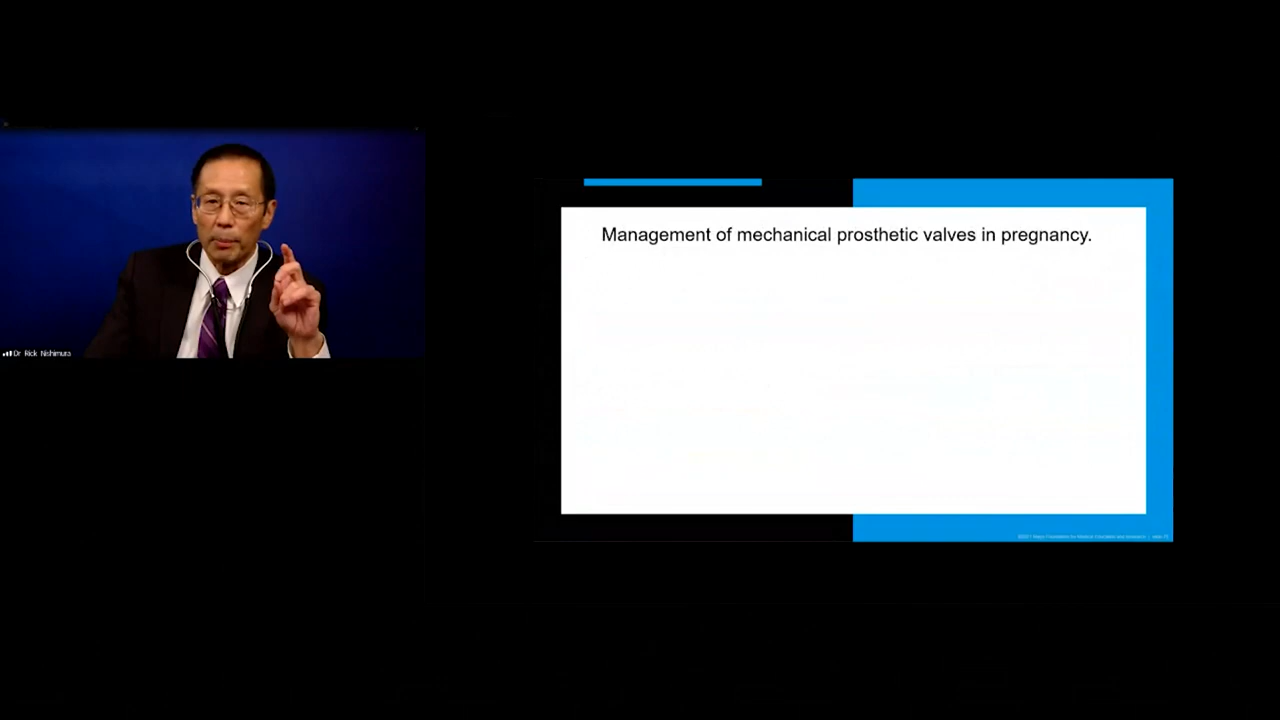 Management of mechanical prosthetic valves in pregnancy.
Dr Rick Nishimura